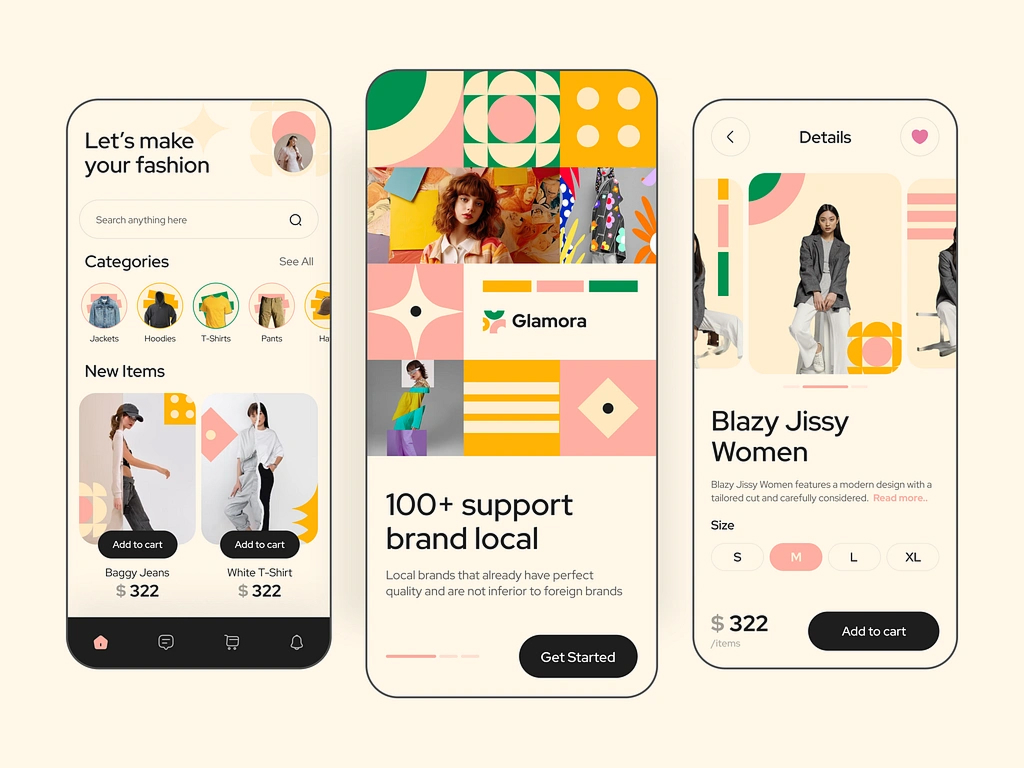 Let's make
your fashion
Search anything here
Categories
See All
Jackets
Hoodies
T-Shirts
Pants
Ha
New Items
Add to cart
Add to cart
Baggy Jeans
White T-Shirt
$ 322
$ 322
Glamora
100+ support
brand local
Local brands that already have perfect
quality and are not inferior to foreign brands
Get Started
Details
Blazy Jissy
Women
Blazy Jissy Women features a modern design with a
tailored cut and carefully considered. Read more..
Size
S
M
L
XL
$ 322
/items
Add to cart